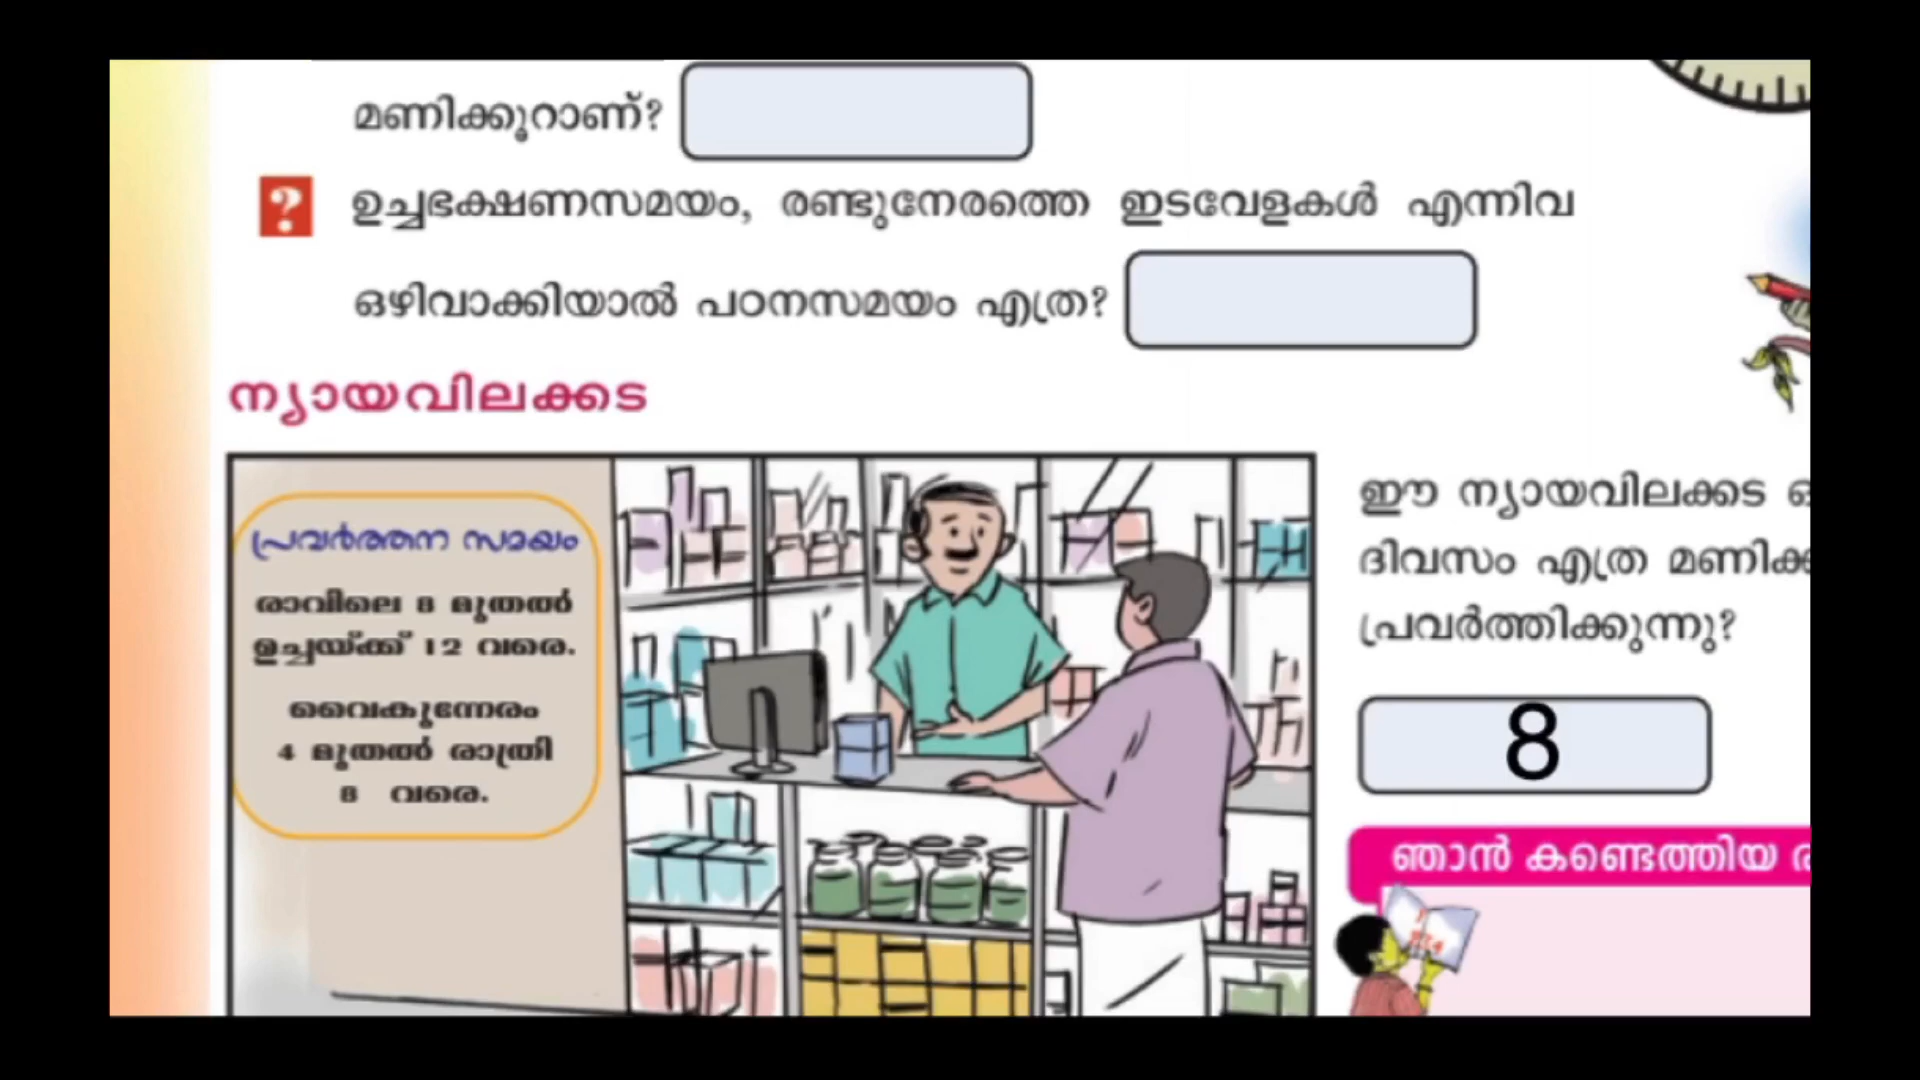 മണിക്കൂറാണ്?
? ഉച്ചഭക്ഷണസമയം, രണ്ടുനേരത്തെ ഇടവേളകൾ എന്നിവ
ഒഴിവാക്കിയാൽ പഠനസമയം എത്ര?
ന്യായവിലക്കട
പ്രവർത്തന സമയം
രാവിലെ 8 മുതൽ
ഉച്ചയ്ക്ക് 12 വരെ.
വൈകുന്നേരം
4 മുതൽ രാത്രി
8 വരെ.
ഈ ന്യായവിലക്കട
ദിവസം എത്ര
പ്രവർത്തിക്കുന്നു?
8
ഞാൻ കണ്ടെത്തിയ